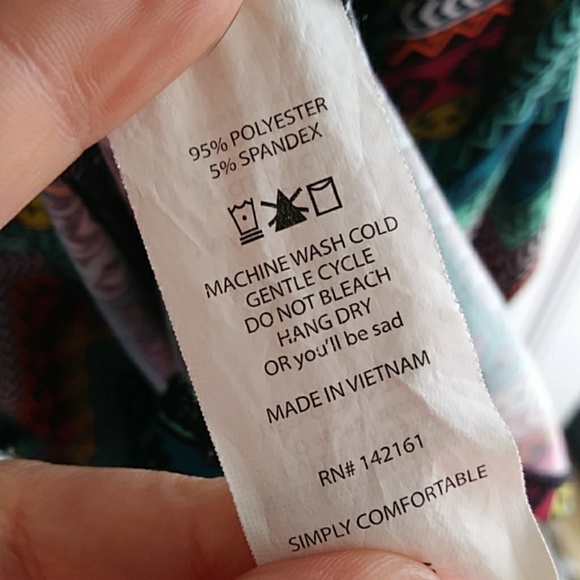 95% POLYESTER
5% SPANDEX
MACHINE WASH COLD
GENTLE CYCLE
DO NOT BLEACH
HANG DRY
OR you'll be sad
MADE IN VIETNAM
RN# 142161
SIMPLY COMFORTABLE